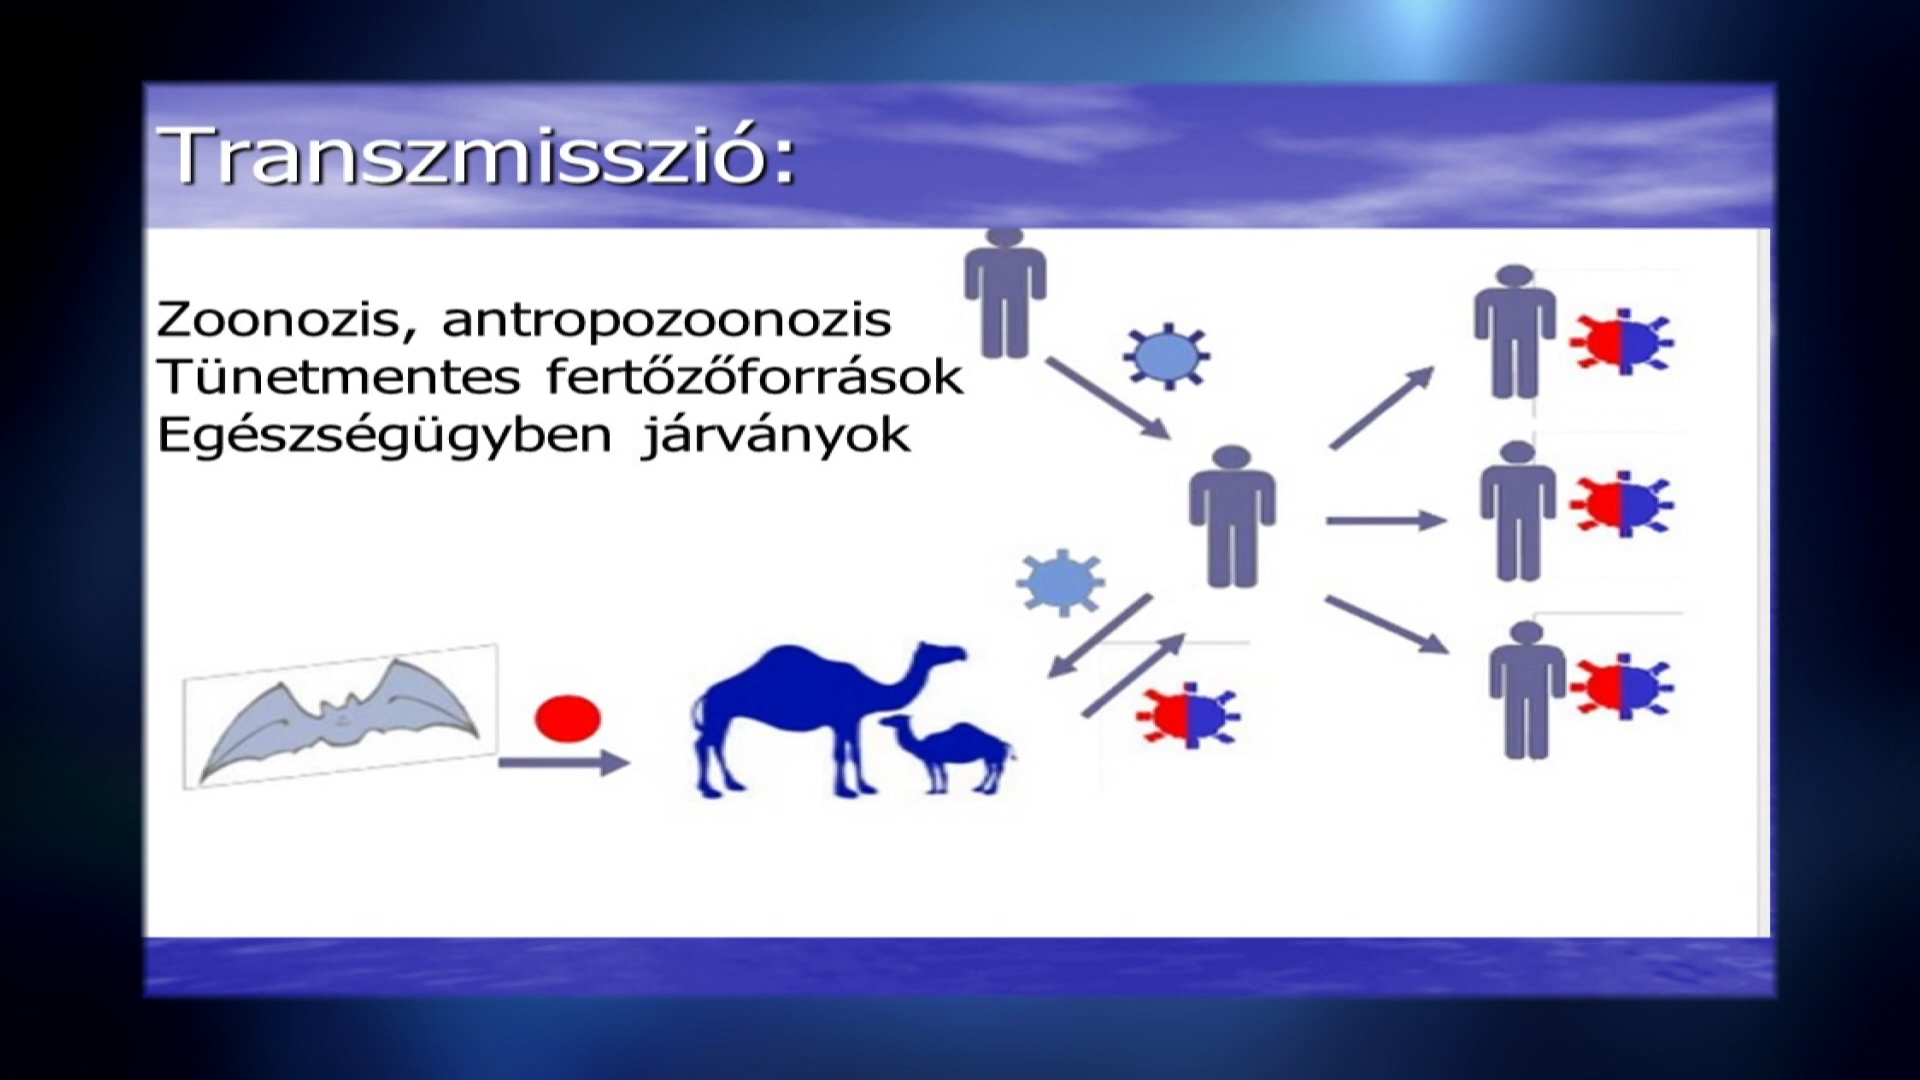 Transzmisszió:
Zoonozis, antropozoonozis
Tünetmentes fertőzőforrások
Egészségügyben járványok